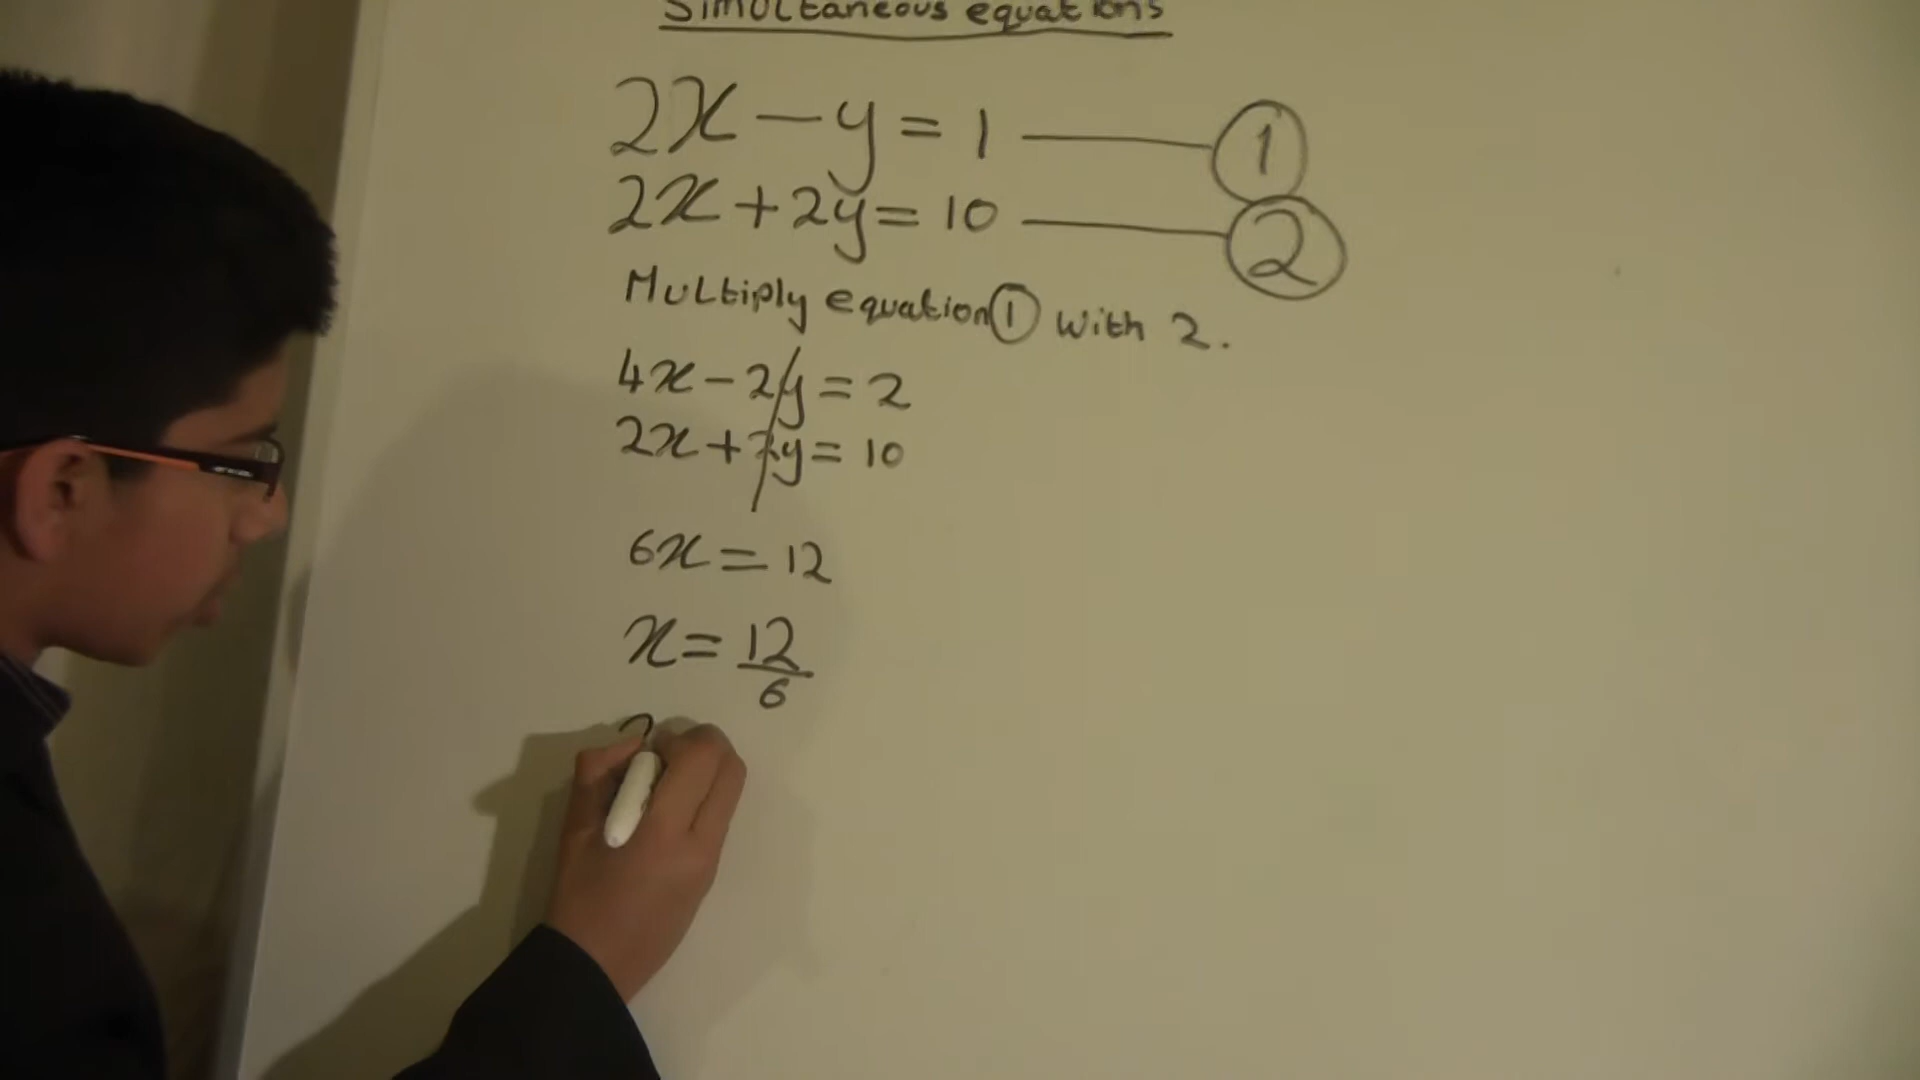 Simultaneous equations
2x - y = 1 ——— 1
2x + 2y = 10 ——— 2
Multiply equation 1 with 2.
4x - 2y = 2
2x + 2y = 10
6x = 12
x = 12/6